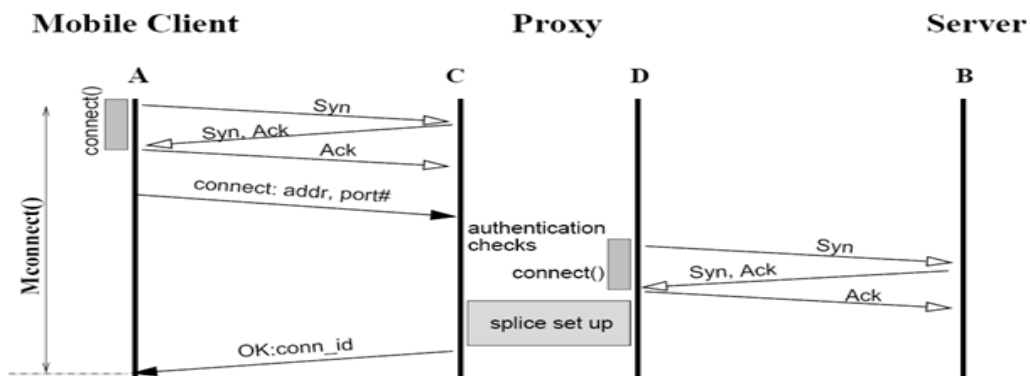 Mobile Client Proxy Server
A C D B
connect()
Mconnect()
Syn
Syn, Ack
Ack
connect: addr, port#
authentication
checks
connect()
Syn
Syn, Ack
Ack
splice set up
OK:conn_id